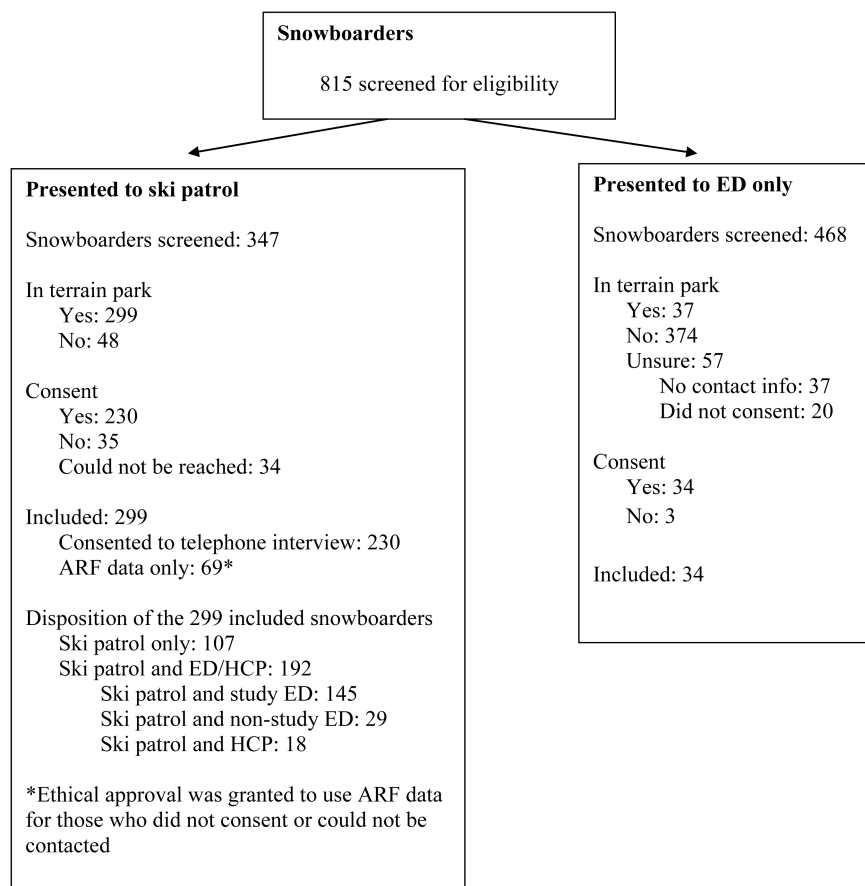 Snowboarders
815 screened for eligibility
Presented to ski patrol
Snowboarders screened: 347
In terrain park
Yes: 299
No: 48
Consent
Yes: 230
No: 35
Could not be reached: 34
Included: 299
Consented to telephone interview: 230
ARF data only: 69*
Disposition of the 299 included snowboarders
Ski patrol only: 107
Ski patrol and ED/HCP: 192
Ski patrol and study ED: 145
Ski patrol and non-study ED: 29
Ski patrol and HCP: 18
*Ethical approval was granted to use ARF data
for those who did not consent or could not be
contacted
Presented to ED only
Snowboarders screened: 468
In terrain park
Yes: 37
No: 374
Unsure: 57
No contact info: 37
Did not consent: 20
Consent
Yes: 34
No: 3
Included: 34